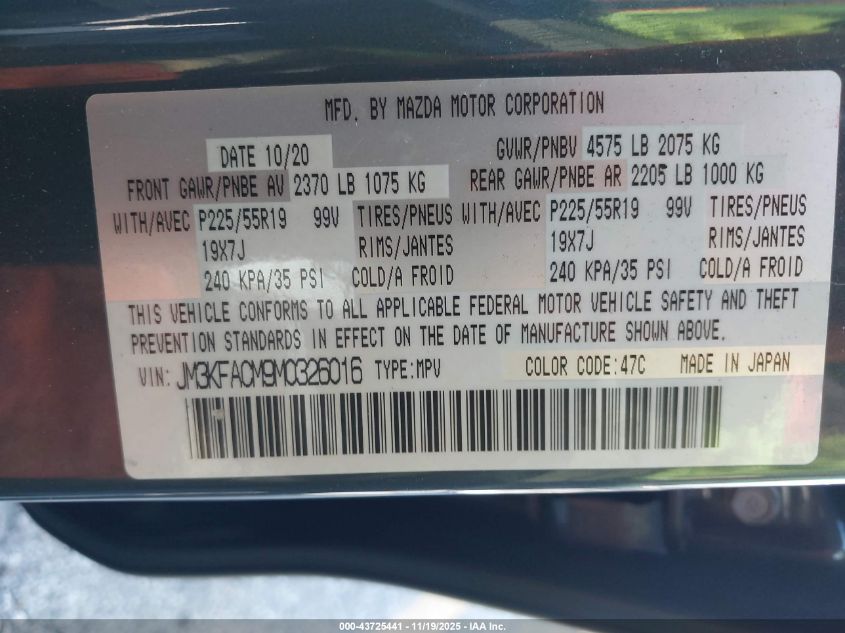 MFD. BY MAZDA MOTOR CORPORATION
DATE 10/20 GVWR/PNBV 4575 LB 2075 KG
FRONT GAWR/PNBE AV 2370 LB 1075 KG REAR GAWR/PNBE AR 2205 LB 1000 KG
WITH/AVEC P225/55R19 99V TIRES/PNEUS WITH/AVEC P225/55R19 99V TIRES/PNEUS
19X7J RIMS/JANTES 19X7J RIMS/JANTES
240 KPA/35 PSI COLD/A FROID 240 KPA/35 PSI COLD/A FROID
THIS VEHICLE CONFORMS TO ALL APPLICABLE FEDERAL MOTOR VEHICLE SAFETY AND THEFT
PREVENTION STANDARDS IN EFFECT ON THE DATE OF MANUFACTURE SHOWN ABOVE.
VIN: JM3KFACM9M0326016 TYPE:MPV COLOR CODE:47C MADE IN JAPAN
000-43725441 - 11/19/2025 - IAA Inc.